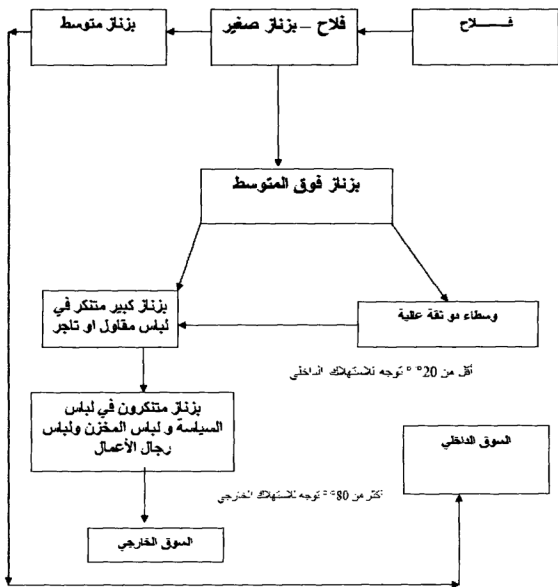 فـــــــلاح
فلاح – بزناز صغير
بزناز متوسط
بزناز فوق المتوسط
بزناز كبير متنكر في
لباس مقاول او تاجر
وسطاء ذو ثقة عالية
أقل من 20% توجه للاستهلاك الداخلي
بزناز متنكرون في لباس
السياسة و لباس المخزن ولباس
رجال الأعمال
السوق الداخلي
أكثر من 80% توجه للاستهلاك الخارجي
السوق الخارجي